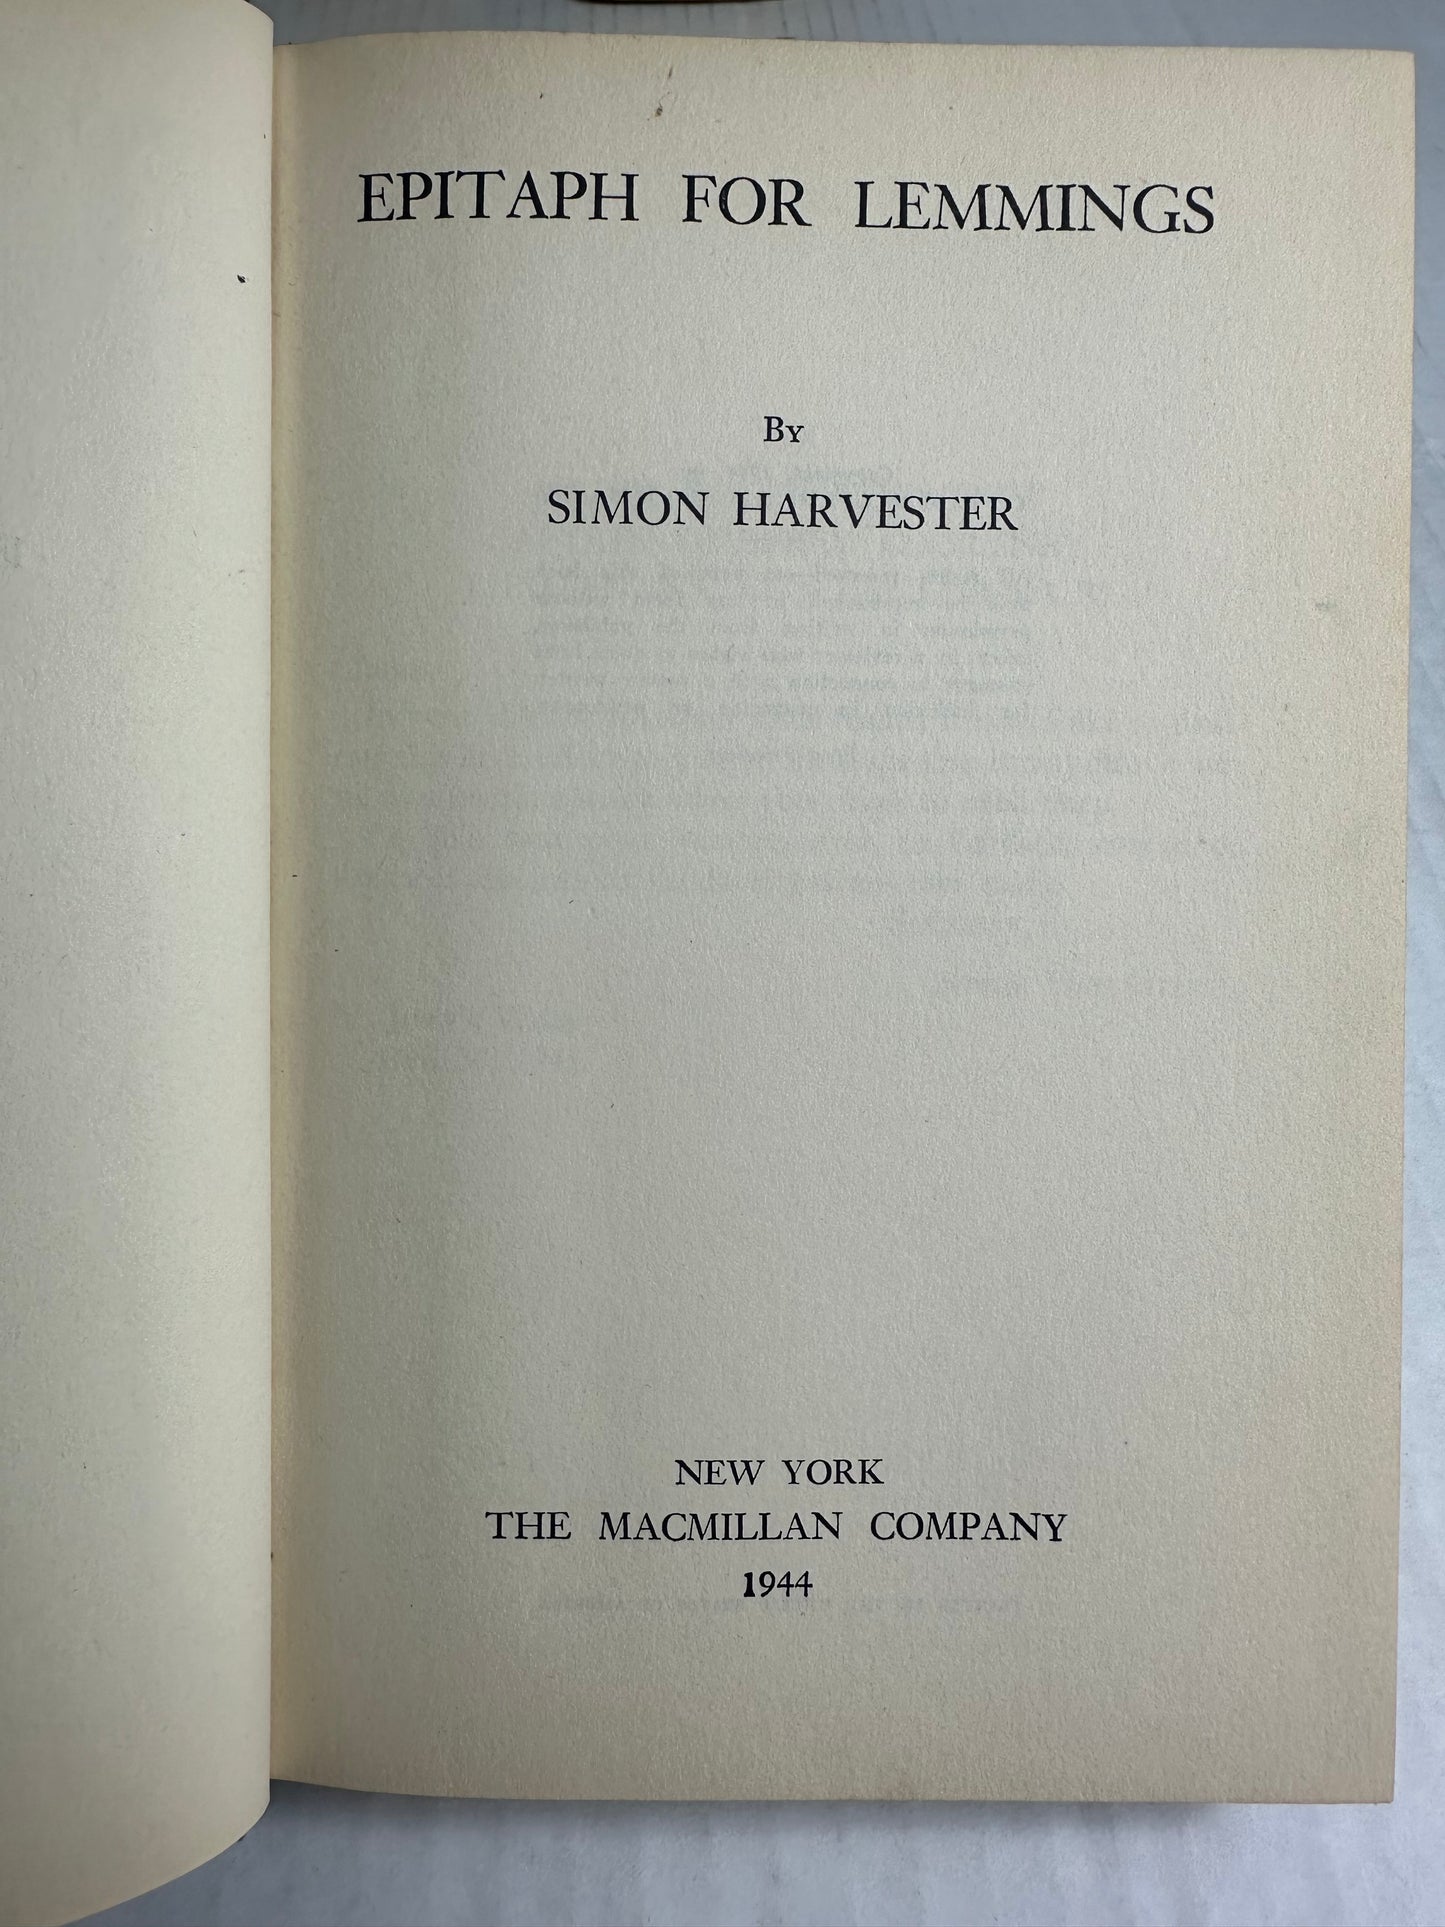 EPITAPH FOR LEMMINGS
By
SIMON HARVESTER
NEW YORK
THE MACMILLAN COMPANY
1944